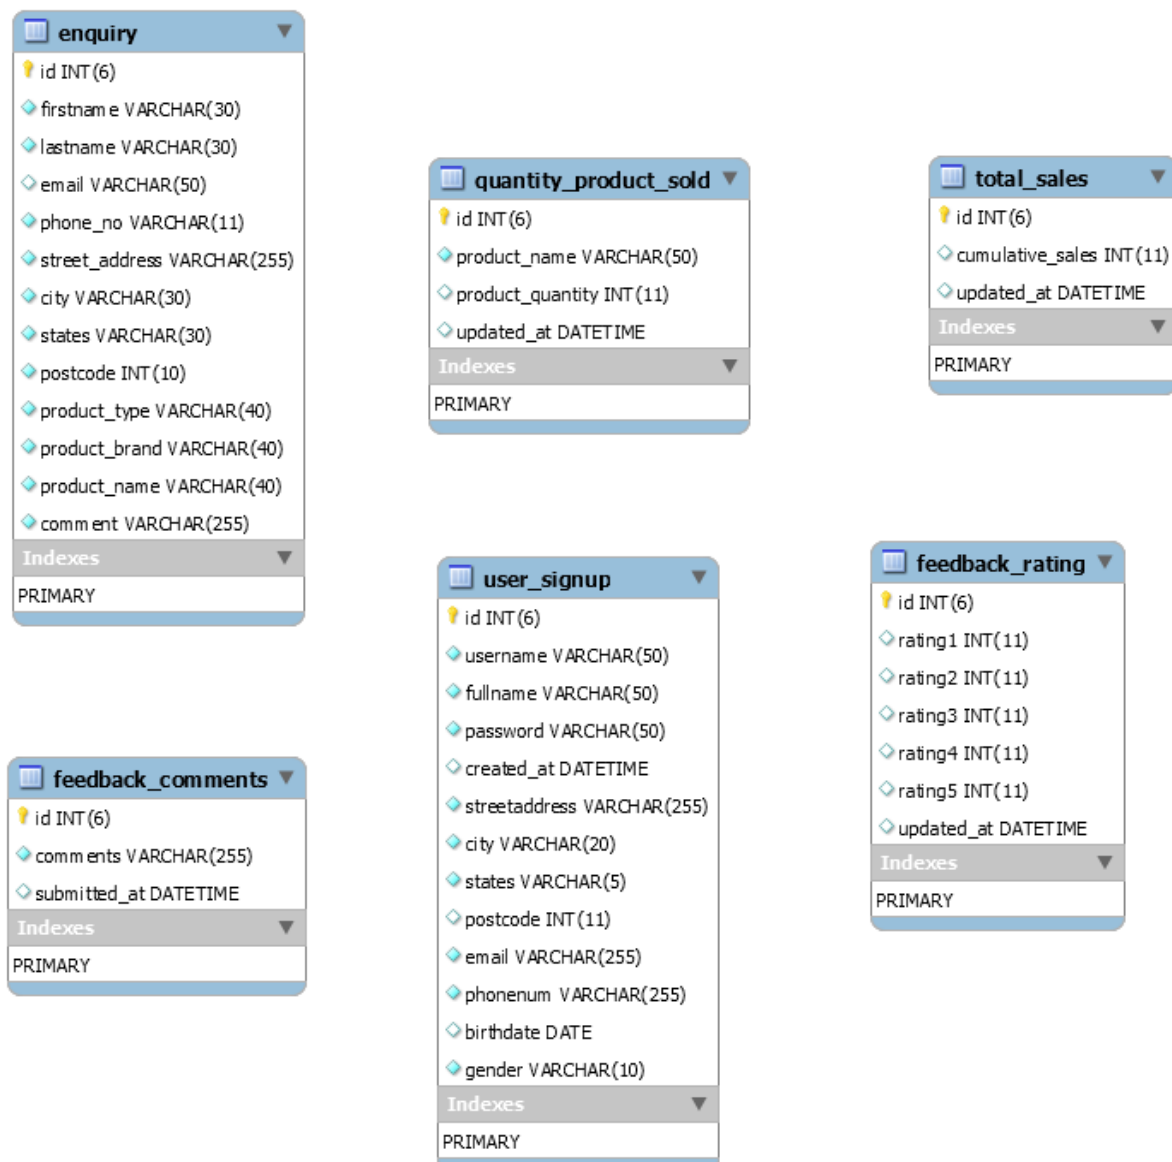 enquiry
id INT(6)
firstname VARCHAR(30)
lastname VARCHAR(30)
email VARCHAR(50)
phone_no VARCHAR(11)
street_address VARCHAR(255)
city VARCHAR(30)
states VARCHAR(30)
postcode INT(10)
product_type VARCHAR(40)
product_brand VARCHAR(40)
product_name VARCHAR(40)
comment VARCHAR(255)
Indexes
PRIMARY
quantity_product_sold
id INT(6)
product_name VARCHAR(50)
product_quantity INT(11)
updated_at DATETIME
Indexes
PRIMARY
total_sales
id INT(6)
cumulative_sales INT(11)
updated_at DATETIME
Indexes
PRIMARY
feedback_comments
id INT(6)
comments VARCHAR(255)
submitted_at DATETIME
Indexes
PRIMARY
user_signup
id INT(6)
username VARCHAR(50)
fullname VARCHAR(50)
password VARCHAR(50)
created_at DATETIME
streetaddress VARCHAR(255)
city VARCHAR(20)
states VARCHAR(5)
postcode INT(11)
email VARCHAR(255)
phonenum VARCHAR(255)
birthdate DATE
gender VARCHAR(10)
Indexes
PRIMARY
feedback_rating
id INT(6)
rating1 INT(11)
rating2 INT(11)
rating3 INT(11)
rating4 INT(11)
rating5 INT(11)
updated_at DATETIME
Indexes
PRIMARY